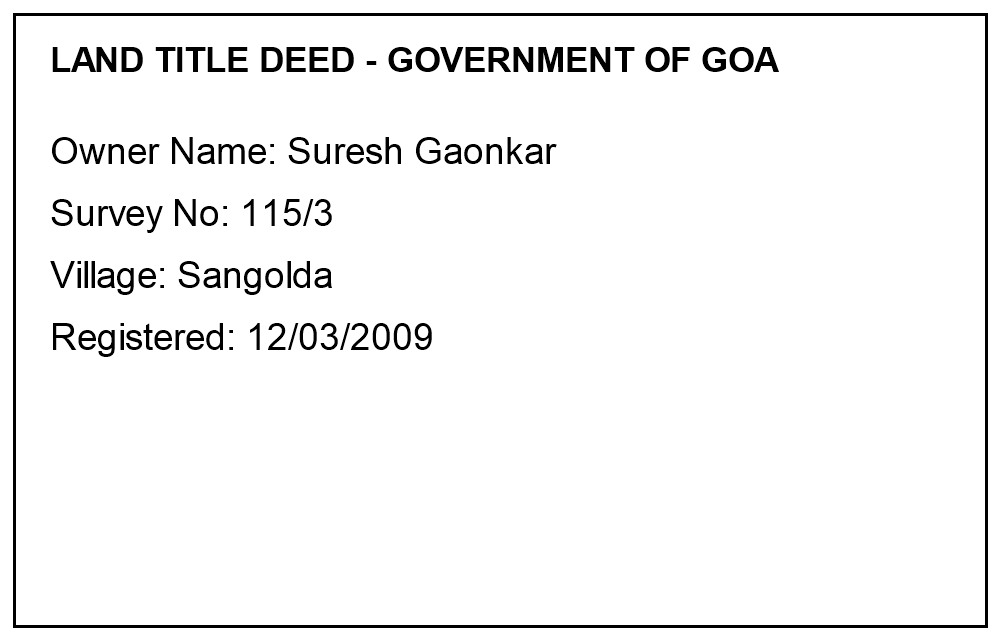 LAND TITLE DEED - GOVERNMENT OF GOA
Owner Name: Suresh Gaonkar
Survey No: 115/3
Village: Sangolda
Registered: 12/03/2009